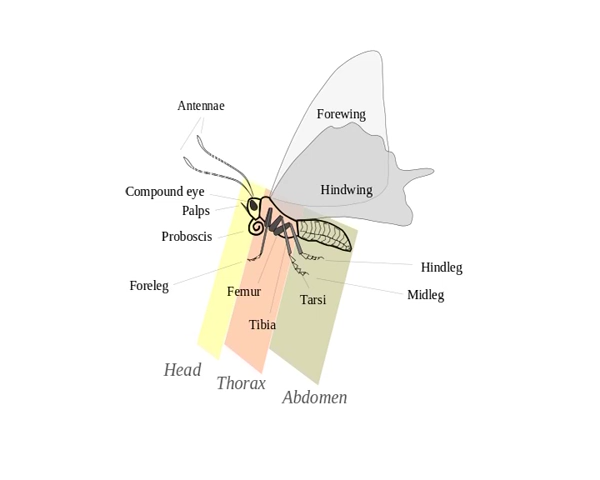 Antennae
Forewing
Compound eye
Hindwing
Palps
Proboscis
Hindleg
Foreleg
Femur
Midleg
Tarsi
Tibia
Head
Thorax
Abdomen